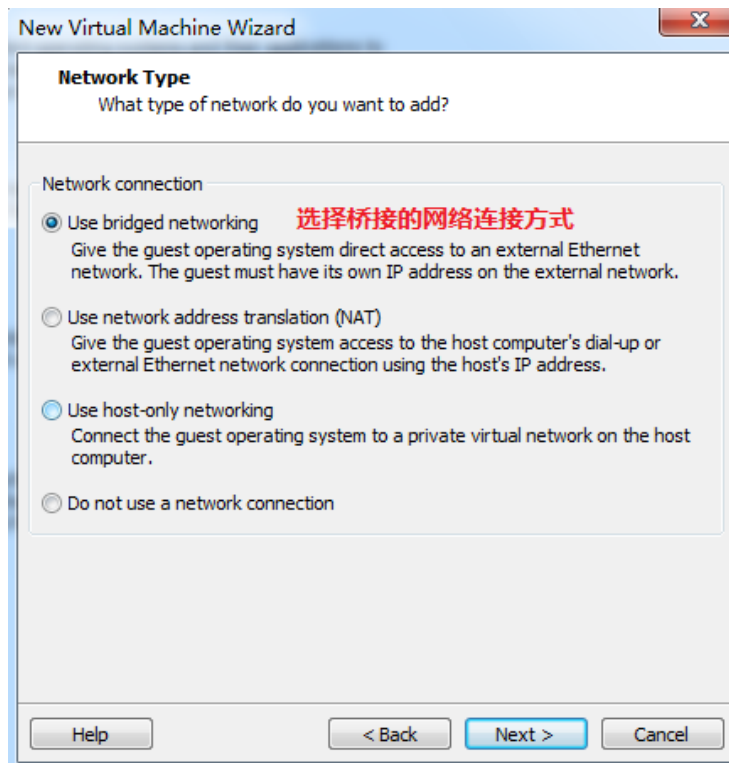 New Virtual Machine Wizard
Network Type
What type of network do you want to add?
Network connection
Use bridged networking 选择桥接的网络连接方式
Give the guest operating system direct access to an external Ethernet
network. The guest must have its own IP address on the external network.
Use network address translation (NAT)
Give the guest operating system access to the host computer's dial-up or
external Ethernet network connection using the host's IP address.
Use host-only networking
Connect the guest operating system to a private virtual network on the host
computer.
Do not use a network connection
Help < Back Next > Cancel